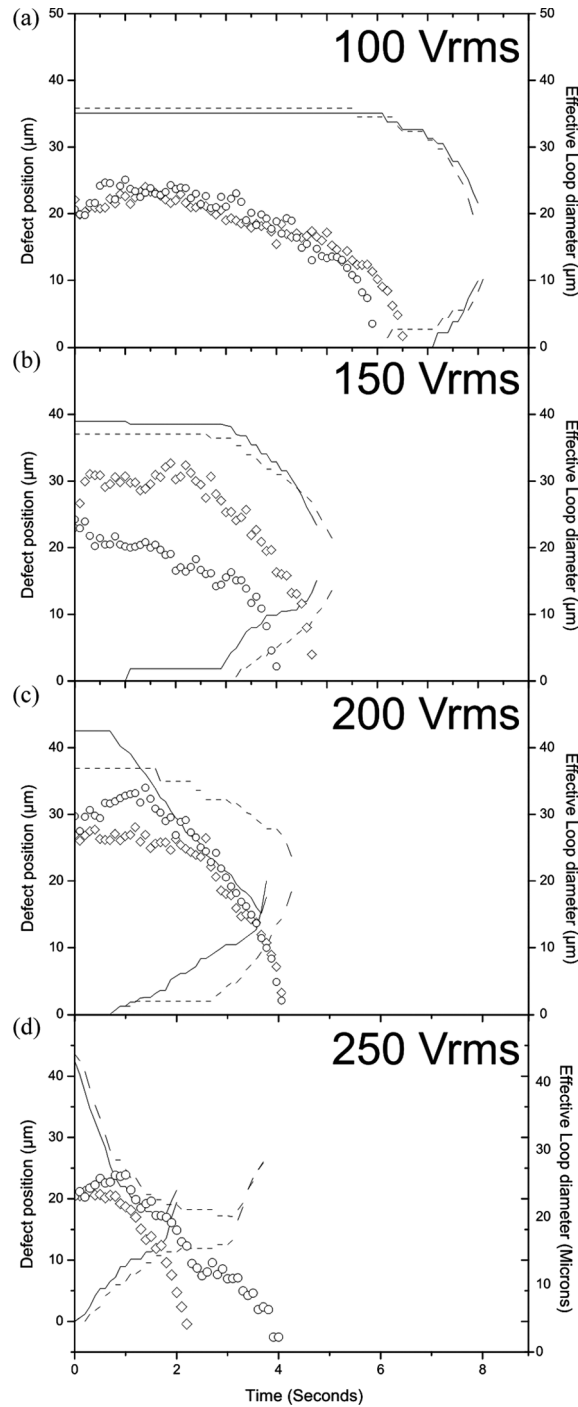 (a)
100 Vrms
50
40
30
20
10
0
Defect position (µm)
50
40
30
20
10
0
Effective Loop diameter (µm)
(b)
150 Vrms
40
30
20
10
0
Defect position (µm)
40
30
20
10
0
Effective Loop diameter (µm)
(c)
200 Vrms
40
30
20
10
0
Defect position (µm)
40
30
20
10
0
Effective Loop diameter (µm)
(d)
250 Vrms
40
30
20
10
0
Defect position (µm)
40
30
20
10
0
Effective Loop diameter (Microns)
0 2 4 6 8
Time (Seconds)